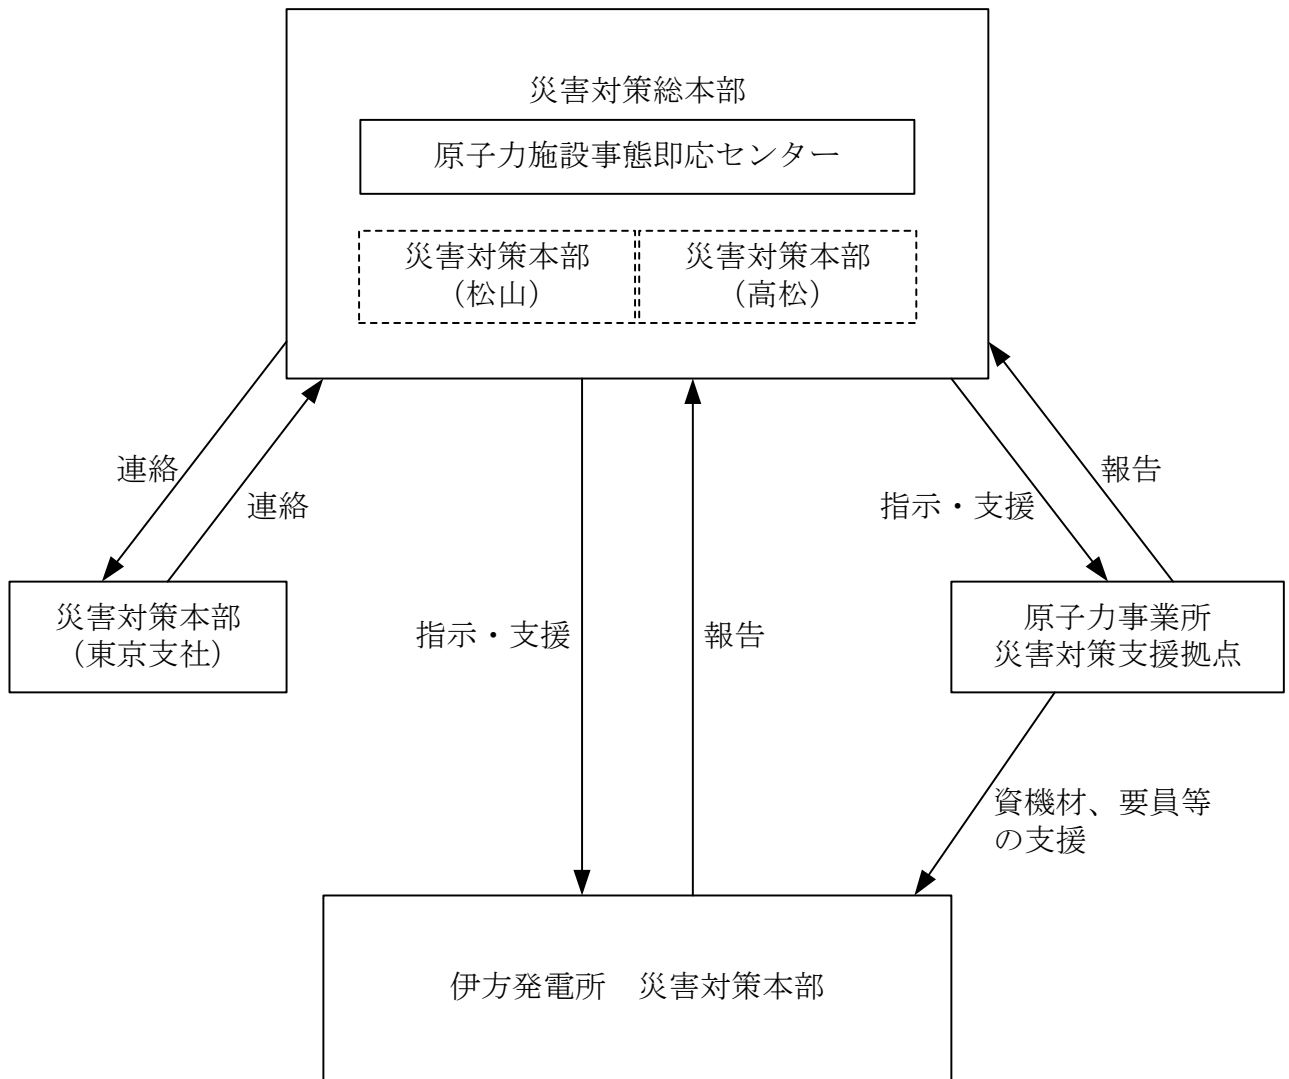 災害対策総本部
原子力施設事態即応センター
災害対策本部
（松山）
災害対策本部
（高松）
連絡
連絡
指示・支援
報告
災害対策本部
（東京支社）
指示・支援
報告
原子力事業所
災害対策支援拠点
資機材、要員等
の支援
伊方発電所　災害対策本部